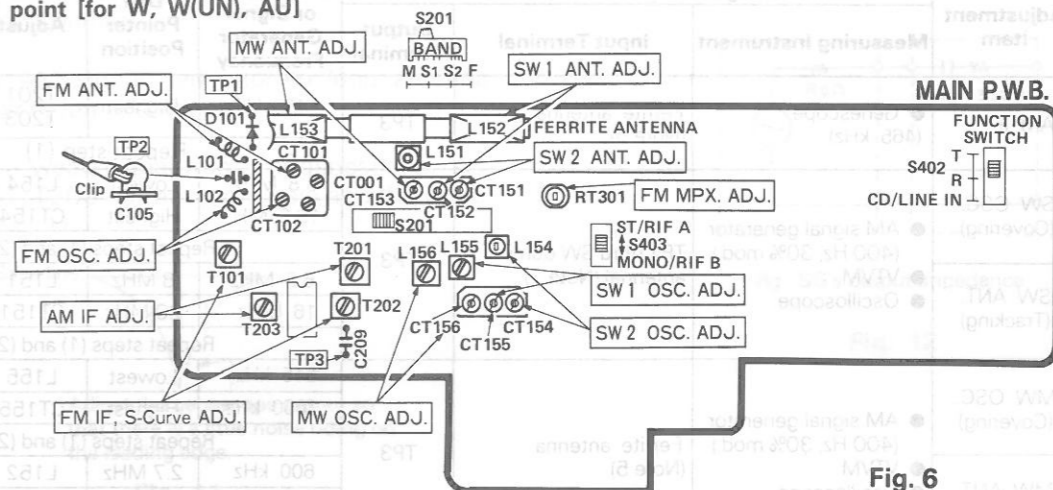 point [for W, W(UN), AU]
S201
BAND
M S1 S2 F
MW ANT. ADJ.
SW 1 ANT. ADJ.
FM ANT. ADJ.
TP1
MAIN P.W.B.
D101
L153
L152
FERRITE ANTENNA
FUNCTION
SWITCH
TP2
L101
CT101
L151
SW 2 ANT. ADJ.
S402
T
R
CD/LINE IN
Clip
L102
CT001
CT153
CT151
RT301
FM MPX. ADJ.
C105
CT152
CT102
S201
ST/RIF A
S403
MONO/RIF B
FM OSC. ADJ.
T201
L156
L155
L154
T101
SW 1 OSC. ADJ.
AM IF ADJ.
T202
CT156
CT154
SW 2 OSC. ADJ.
T203
CT155
TP3
C209
FM IF, S-Curve ADJ.
MW OSC. ADJ.
Fig. 6